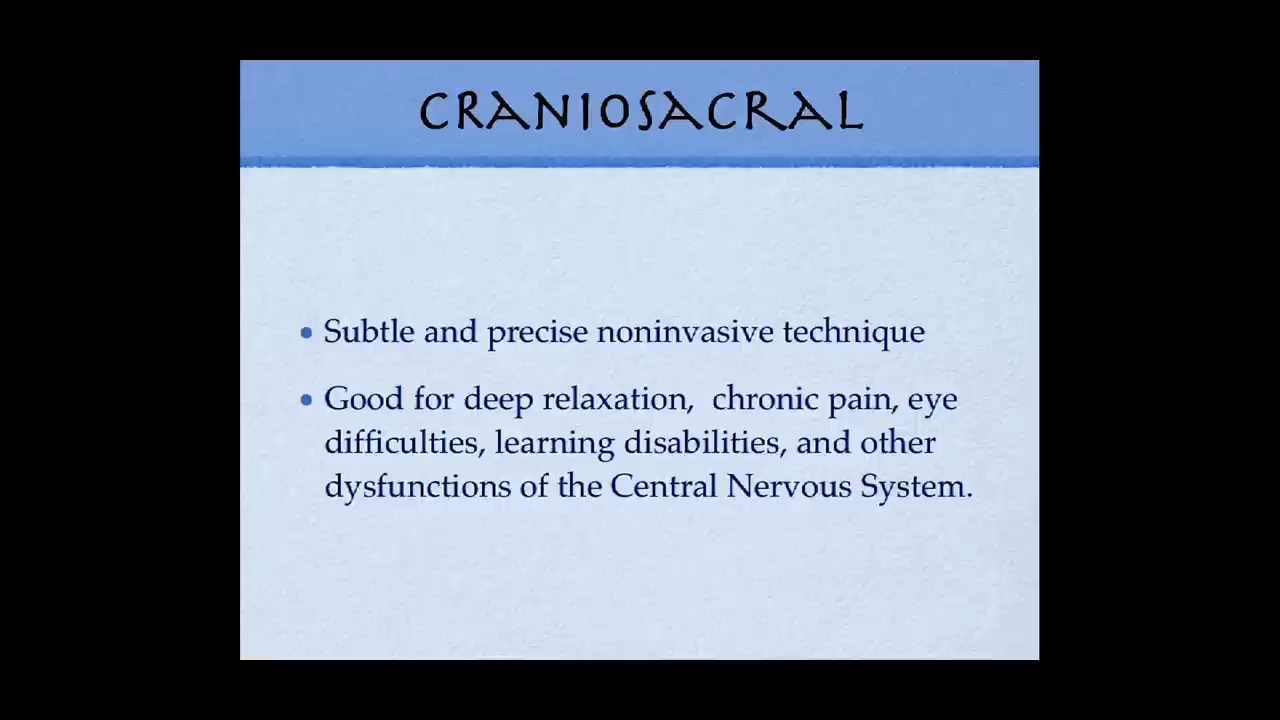 CRANIOSACRAL
• Subtle and precise noninvasive technique
• Good for deep relaxation,  chronic pain, eye
difficulties, learning disabilities, and other
dysfunctions of the Central Nervous System.